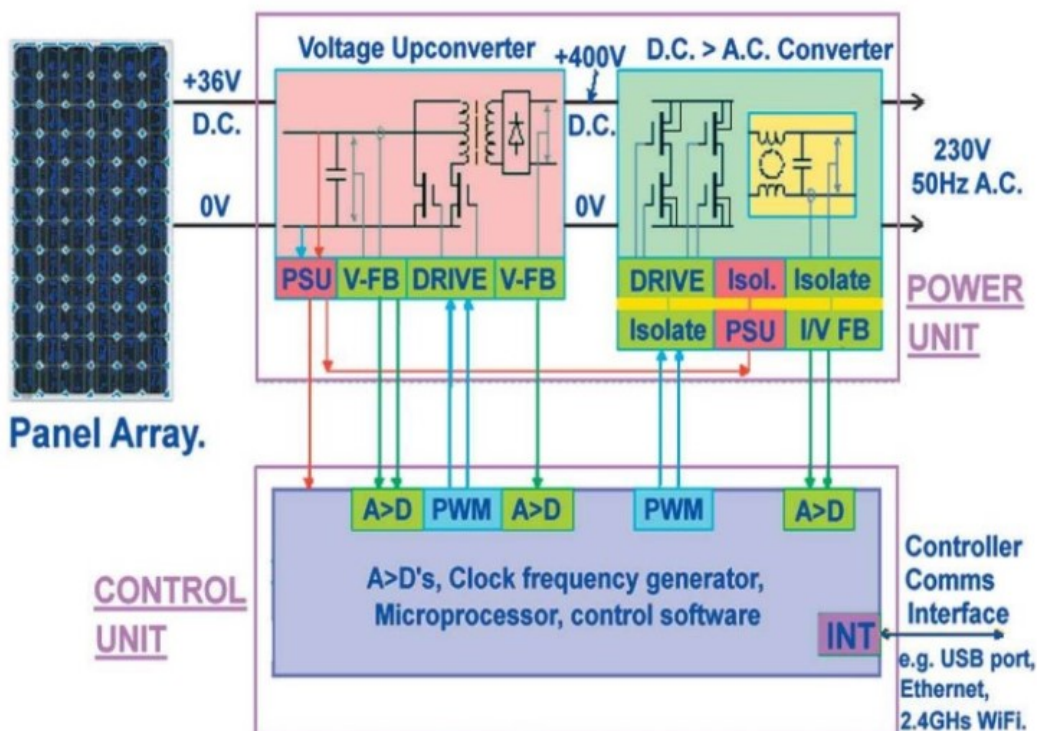 Voltage Upconverter
+400V
D.C. > A.C. Converter
+36V
D.C.
D.C.
230V
50Hz A.C.
0V
0V
PSU V-FB DRIVE V-FB
DRIVE Isol. Isolate
Isolate PSU I/V FB
POWER
UNIT
Panel Array.
A>D PWM A>D PWM A>D
A>D's, Clock frequency generator,
Microprocessor, control software
CONTROL
UNIT
INT
Controller
Comms
Interface
e.g. USB port,
Ethernet,
2.4GHs WiFi.